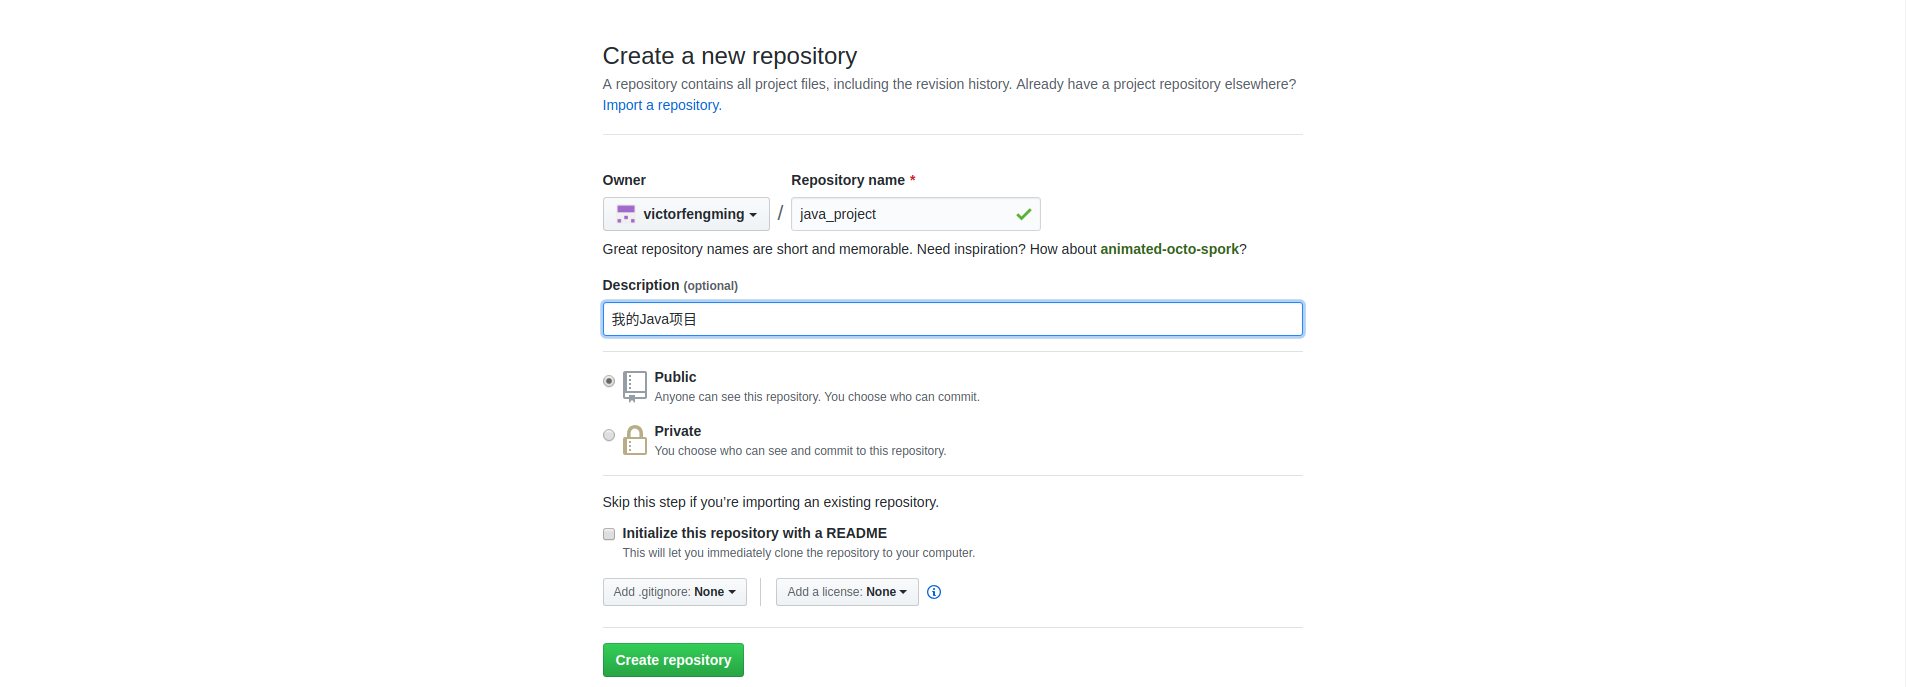 Create a new repository
A repository contains all project files, including the revision history. Already have a project repository elsewhere?
Import a repository.
Owner
Repository name *
victorfengming
/
java_project
Great repository names are short and memorable. Need inspiration? How about animated-octo-spork?
Description (optional)
我的Java项目
Public
Anyone can see this repository. You choose who can commit.
Private
You choose who can see and commit to this repository.
Skip this step if you’re importing an existing repository.
Initialize this repository with a README
This will let you immediately clone the repository to your computer.
Add .gitignore: None
Add a license: None
Create repository